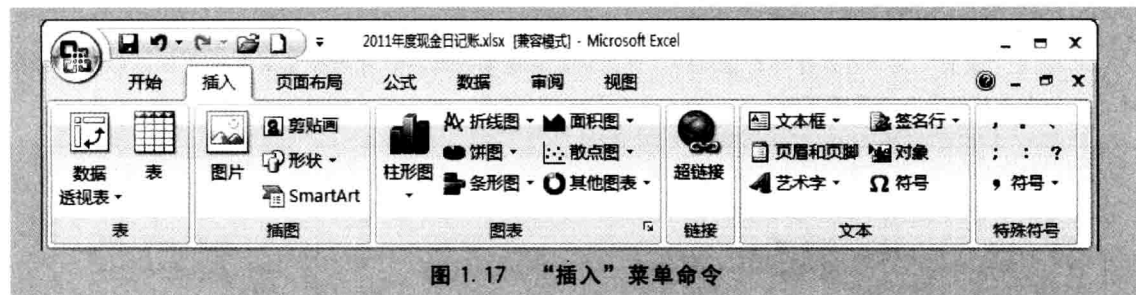 2011年度现金日记账.xlsx [兼容模式] - Microsoft Excel
开始 插入 页面布局 公式 数据 审阅 视图
数据透视表
表
表
图片
剪贴画
形状
SmartArt
插图
柱形图
折线图
饼图
条形图
面积图
散点图
其他图表
图表
超链接
链接
文本框
页眉和页脚
艺术字
签名行
对象
Ω 符号
文本
, 。 、
; : ?
, 符号
特殊符号
图 1.17 “插入”菜单命令